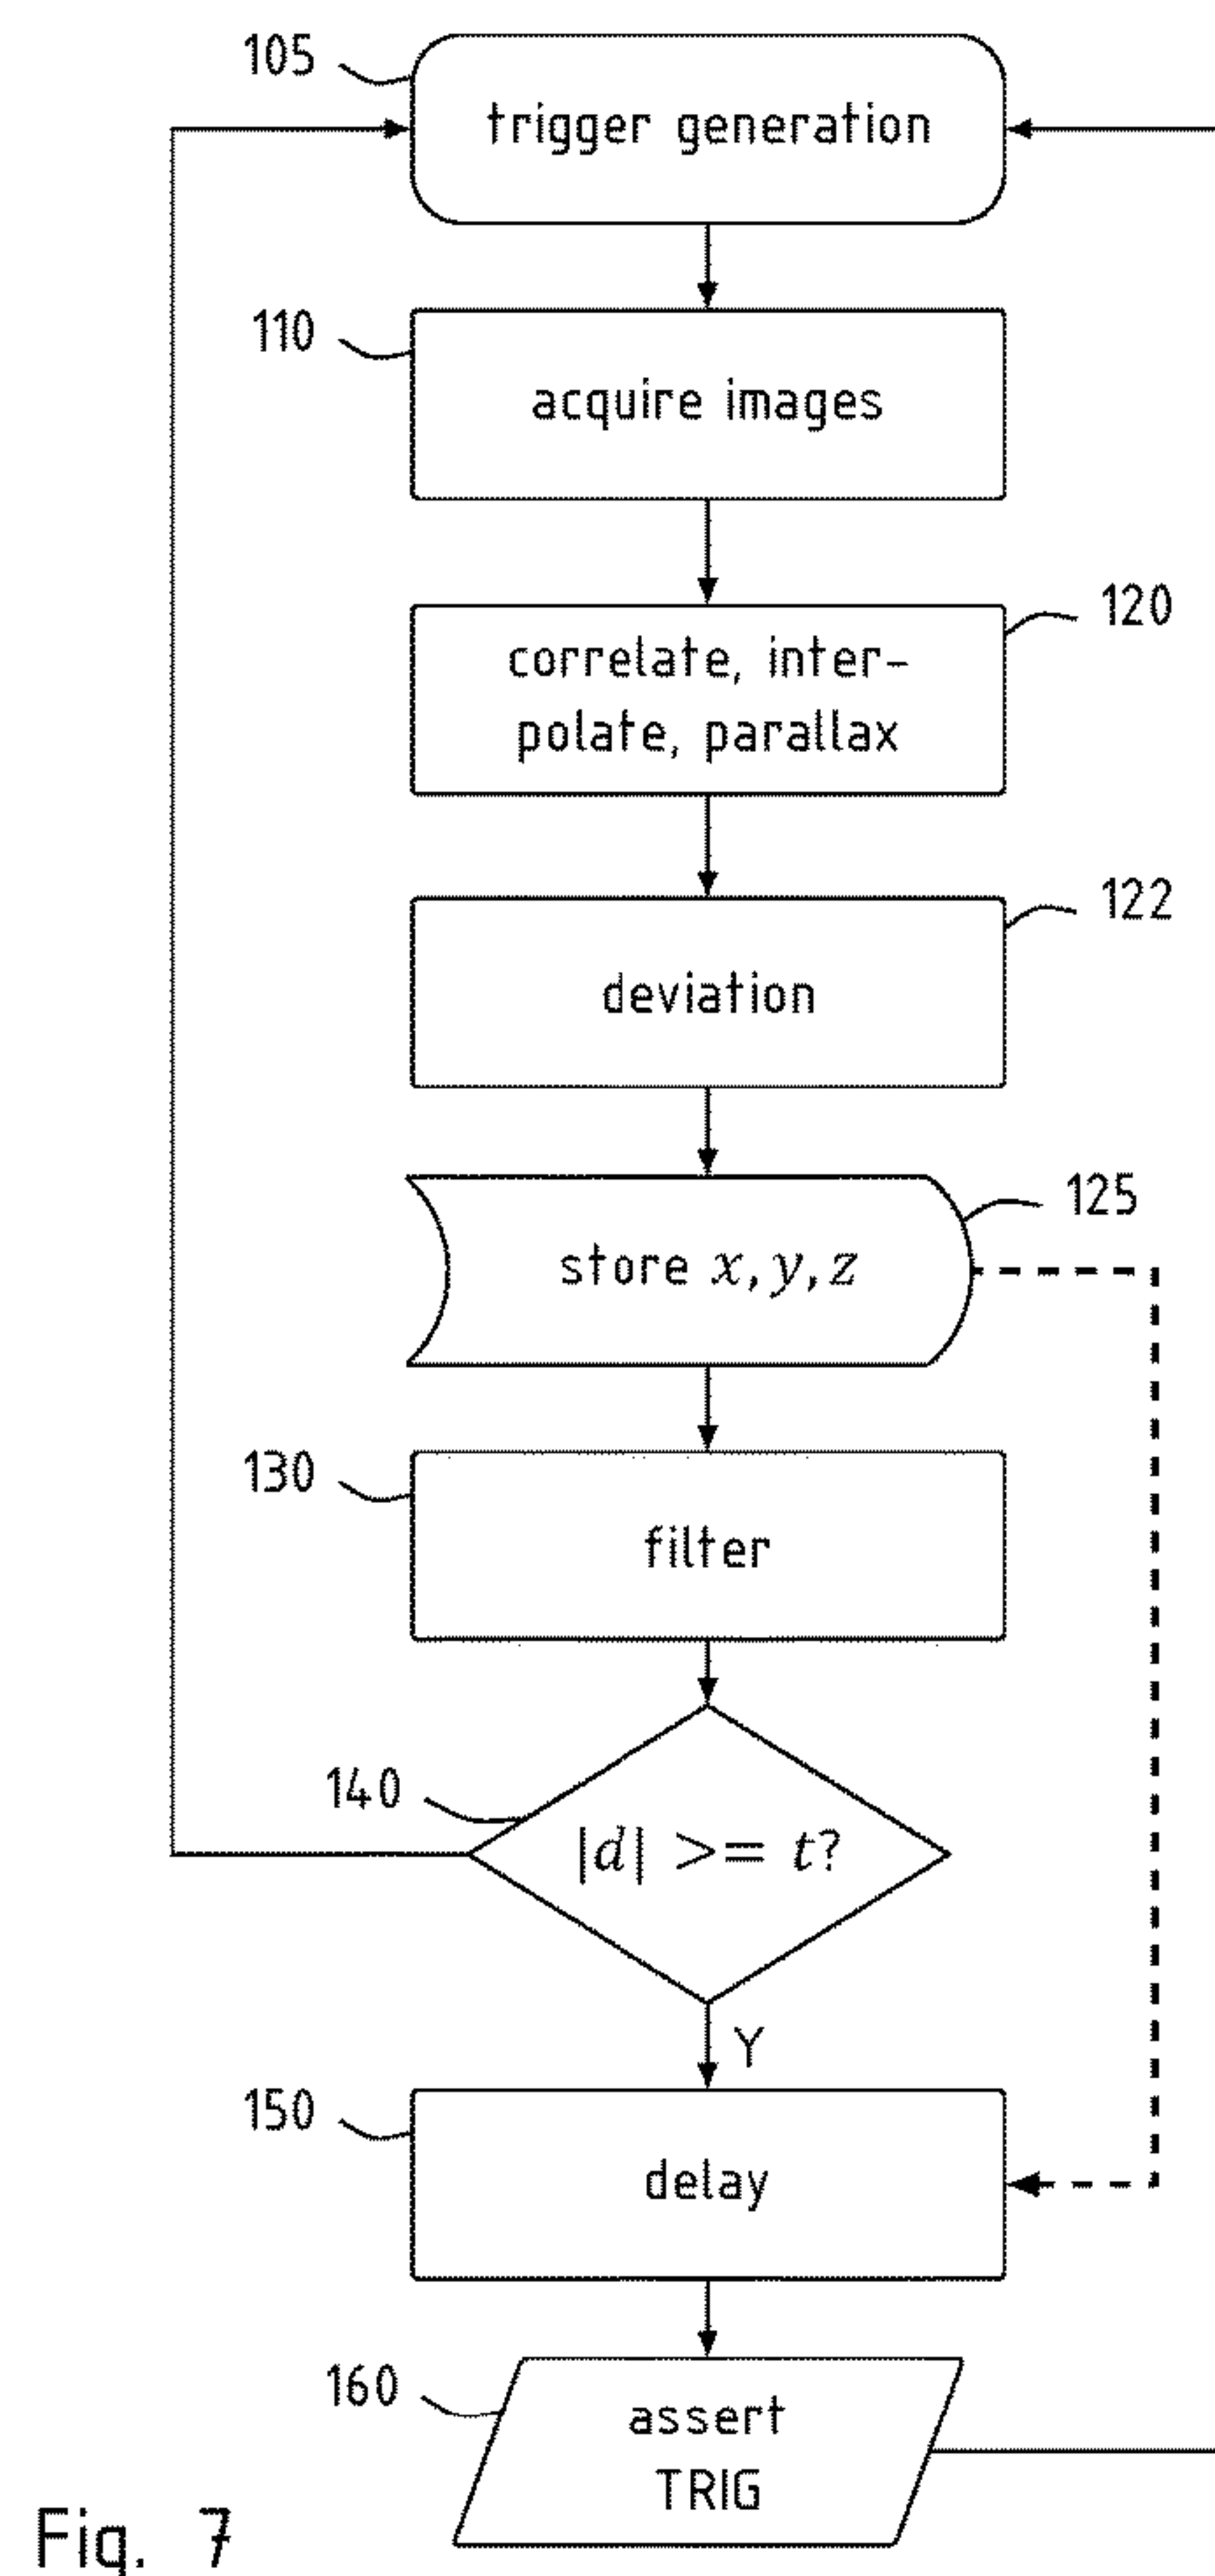 105
trigger generation
110
acquire images
120
correlate, inter-
polate, parallax
122
deviation
125
store x, y, z
130
filter
140
|d| >= t?
Y
150
delay
160
assert
TRIG
Fig. 7